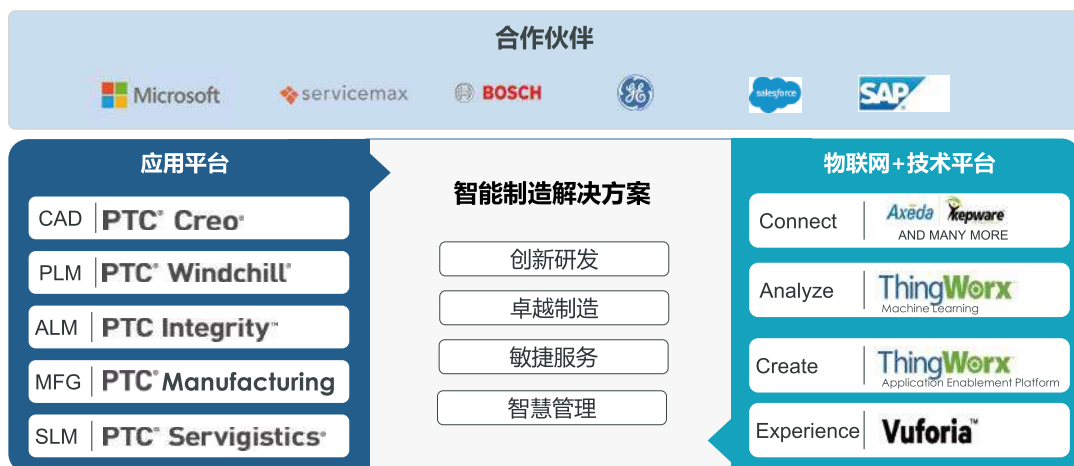 合作伙伴
Microsoft
servicemax
BOSCH
GE
salesforce
SAP
应用平台
CAD PTC® Creo®
PLM PTC® Windchill®
ALM PTC Integrity™
MFG PTC® Manufacturing
SLM PTC® Servigistics®
智能制造解决方案
创新研发
卓越制造
敏捷服务
智慧管理
物联网+技术平台
Connect Axeda kepware
AND MANY MORE
Analyze ThingWorx
Machine Learning
Create ThingWorx
Application Enablement Platform
Experience Vuforia™